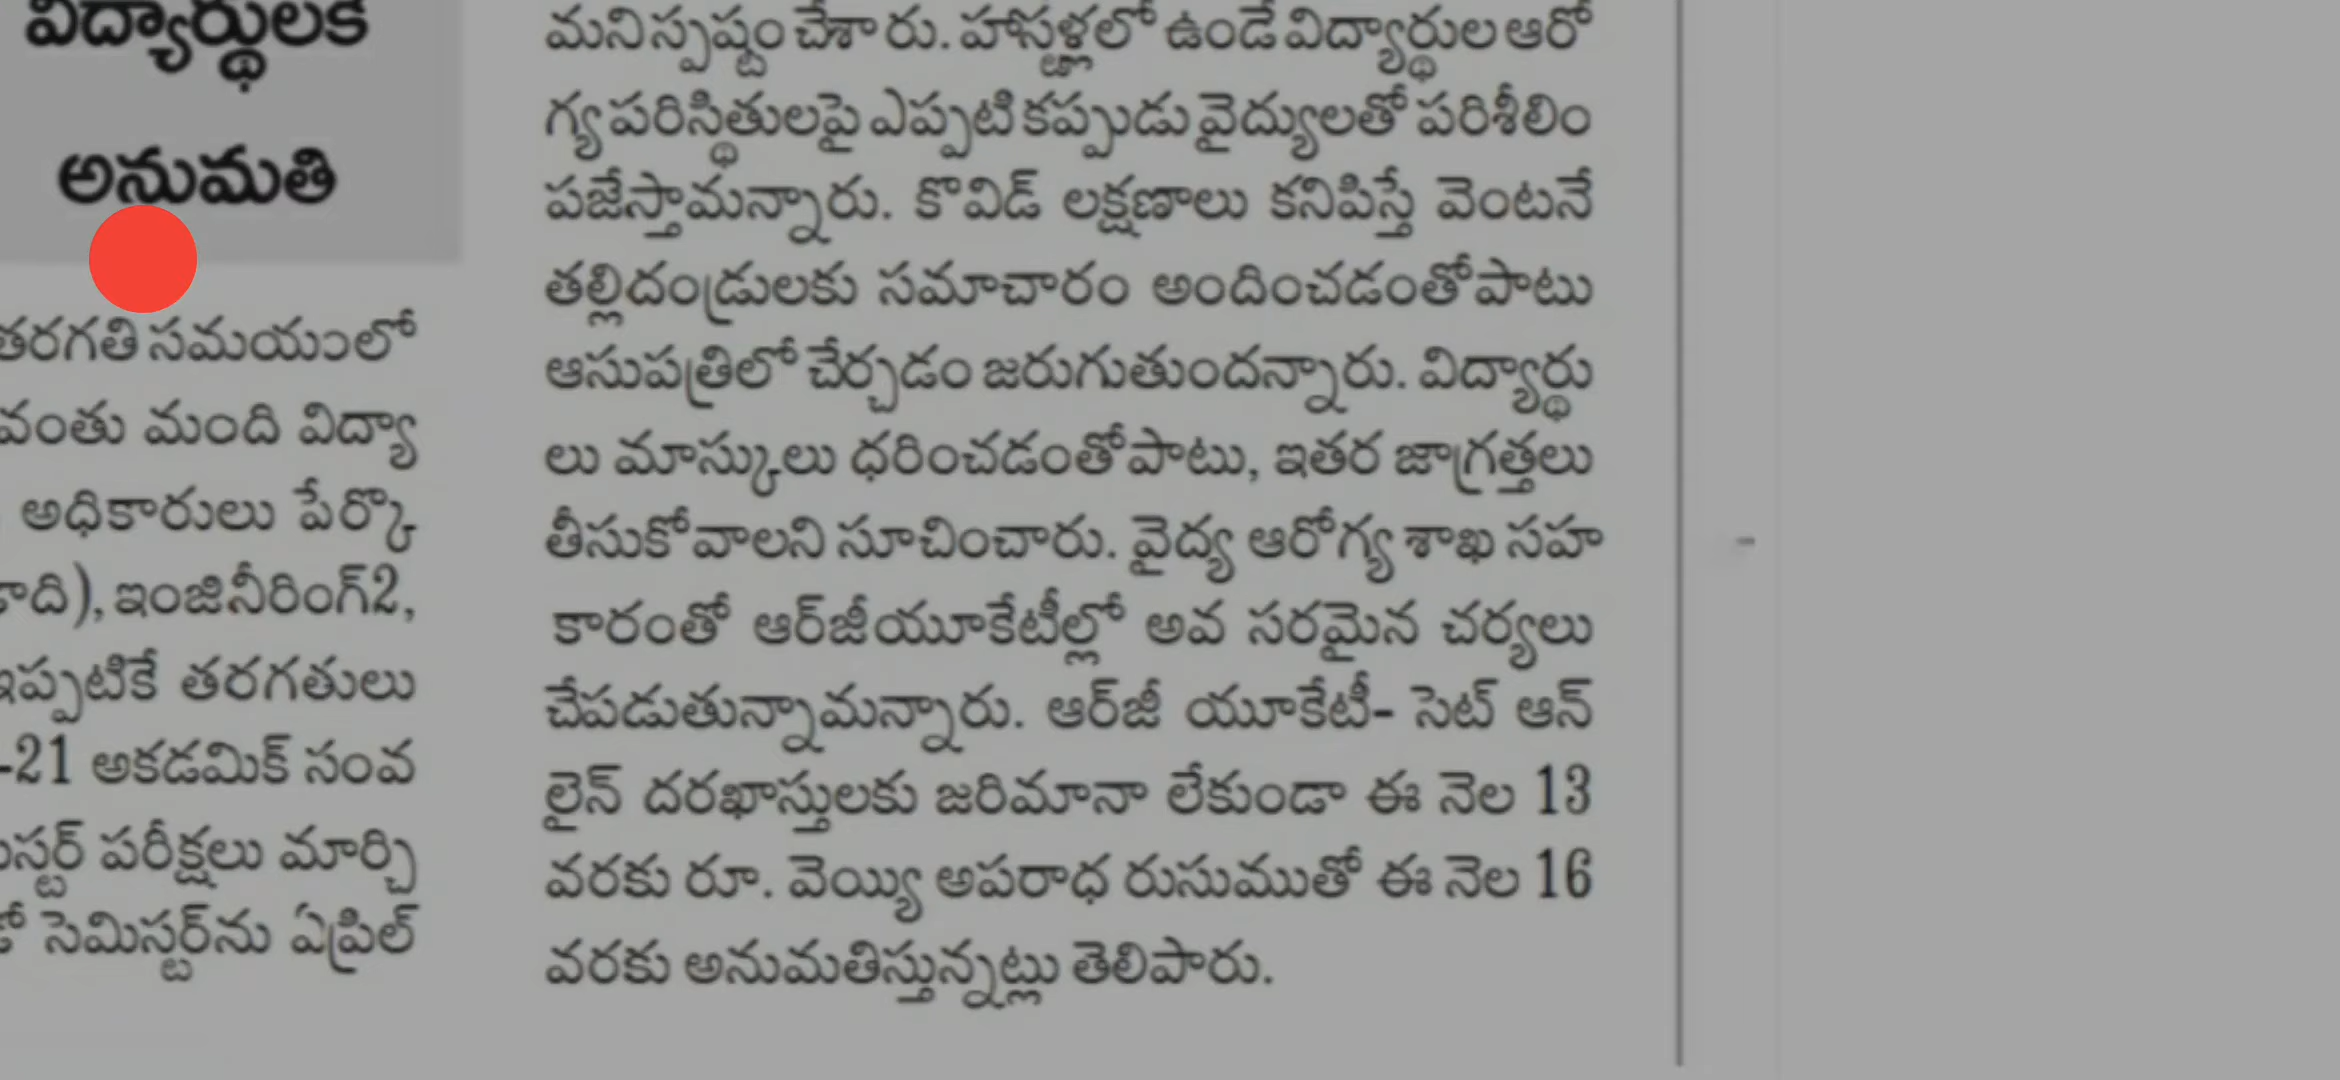 విద్యార్థులకే
అనుమతి
తరగతి సమయంలో
వంతు మంది విద్యా
అధికారులు పేర్కొ
ఇంజినీరింగ్2,
ఇప్పటికే తరగతులు
-21 అకడమిక్ సంవ
పరీక్షలు మార్చి
సెమిస్టర్‌ను ఏప్రిల్
మని స్పష్టం చేశారు. హాస్టళ్లలో ఉండే విద్యార్థుల ఆరో
గ్య పరిస్థితులపై ఎప్పటి కప్పుడు వైద్యులతో పరిశీలిం
పజేస్తామన్నారు. కొవిడ్ లక్షణాలు కనిపిస్తే వెంటనే
తల్లిదండ్రులకు సమాచారం అందించడంతోపాటు
ఆసుపత్రిలో చేర్చడం జరుగుతుందన్నారు. విద్యార్థు
లు మాస్కులు ధరించడంతోపాటు, ఇతర జాగ్రత్తలు
తీసుకోవాలని సూచించారు. వైద్య ఆరోగ్య శాఖ సహ
కారంతో ఆర్‌జీయూకేటీల్లో అవ సరమైన చర్యలు
చేపడుతున్నామన్నారు. ఆర్‌జీ యూకేటీ- సెట్ ఆన్
లైన్ దరఖాస్తులకు జరిమానా లేకుండా ఈ నెల 13
వరకు రూ. వెయ్యి అపరాధ రుసుముతో ఈ నెల 16
వరకు అనుమతిస్తున్నట్లు తెలిపారు.